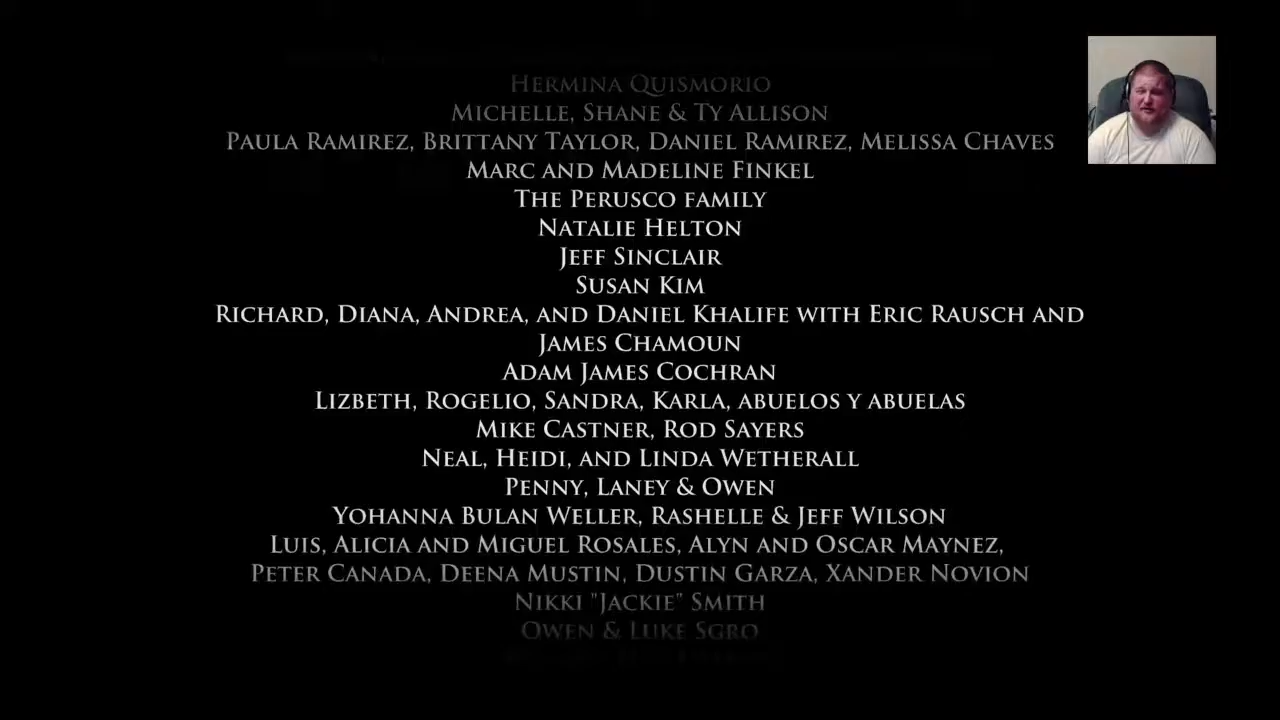 Hermina Quismorio
Michelle, Shane & Ty Allison
Paula Ramirez, Brittany Taylor, Daniel Ramirez, Melissa Chaves
Marc and Madeline Finkel
The Perusco family
Natalie Helton
Jeff Sinclair
Susan Kim
Richard, Diana, Andrea, and Daniel Khalife with Eric Rausch and
James Chamoun
Adam James Cochran
Lizbeth, Rogelio, Sandra, Karla, abuelos y abuelas
Mike Castner, Rod Sayers
Neal, Heidi, and Linda Wetherall
Penny, Laney & Owen
Yohanna Bulan Weller, Rashelle & Jeff Wilson
Luis, Alicia and Miguel Rosales, Alyn and Oscar Maynez,
Peter Canada, Deena Mustin, Dustin Garza, Xander Novion
Nikki "Jackie" Smith
Owen & Luke Sgro